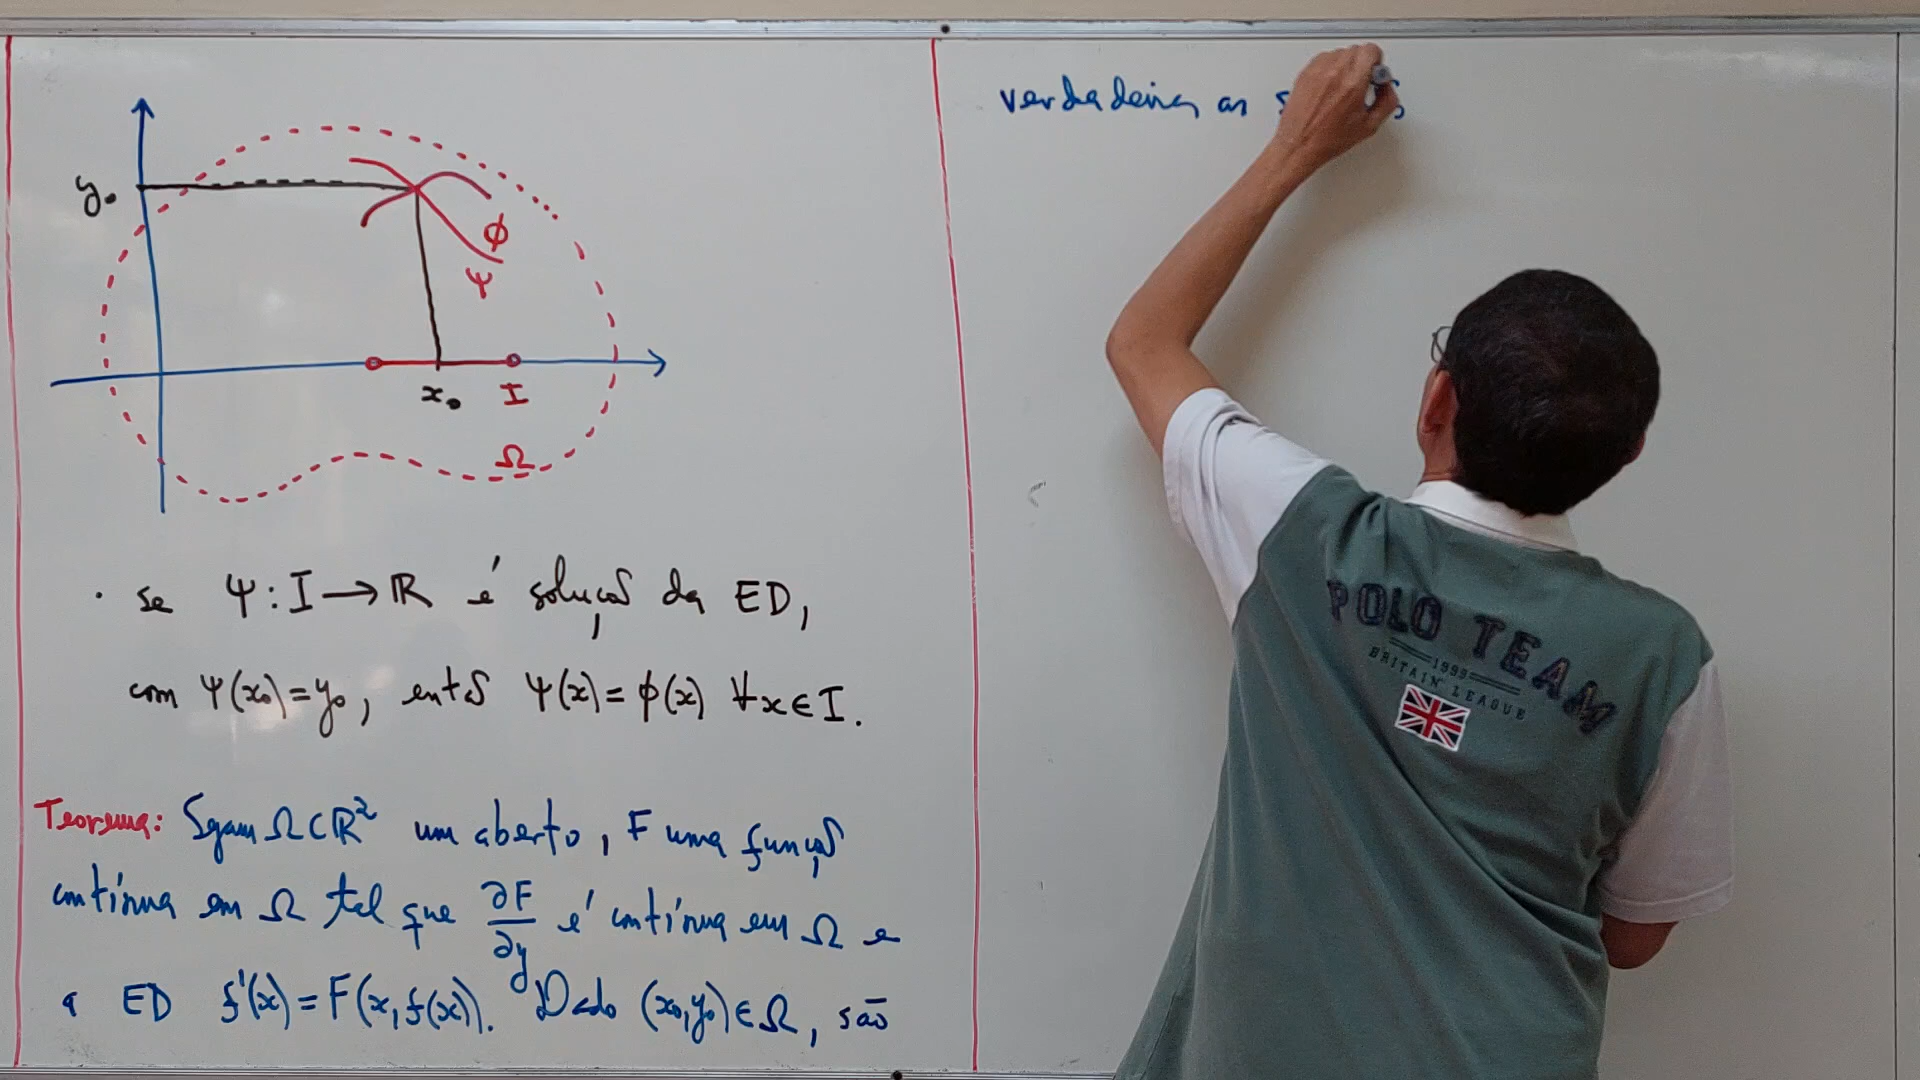 y₀
ϕ
ψ
x₀
I
Ω
· se ψ: I → ℝ é solução da ED,
com ψ(x₀) = y₀, então ψ(x) = ϕ(x) ∀x ∈ I.
Teorema: Sejam Ω ⊂ ℝ² um aberto, F uma função
contínua em Ω tal que ∂F/∂y é contínua em Ω e
a ED f'(x) = F(x, f(x)). Dado (x₀, y₀) ∈ Ω, são
verdadeiras as
POLO TEAM
1999
BRITAIN LEAGUE